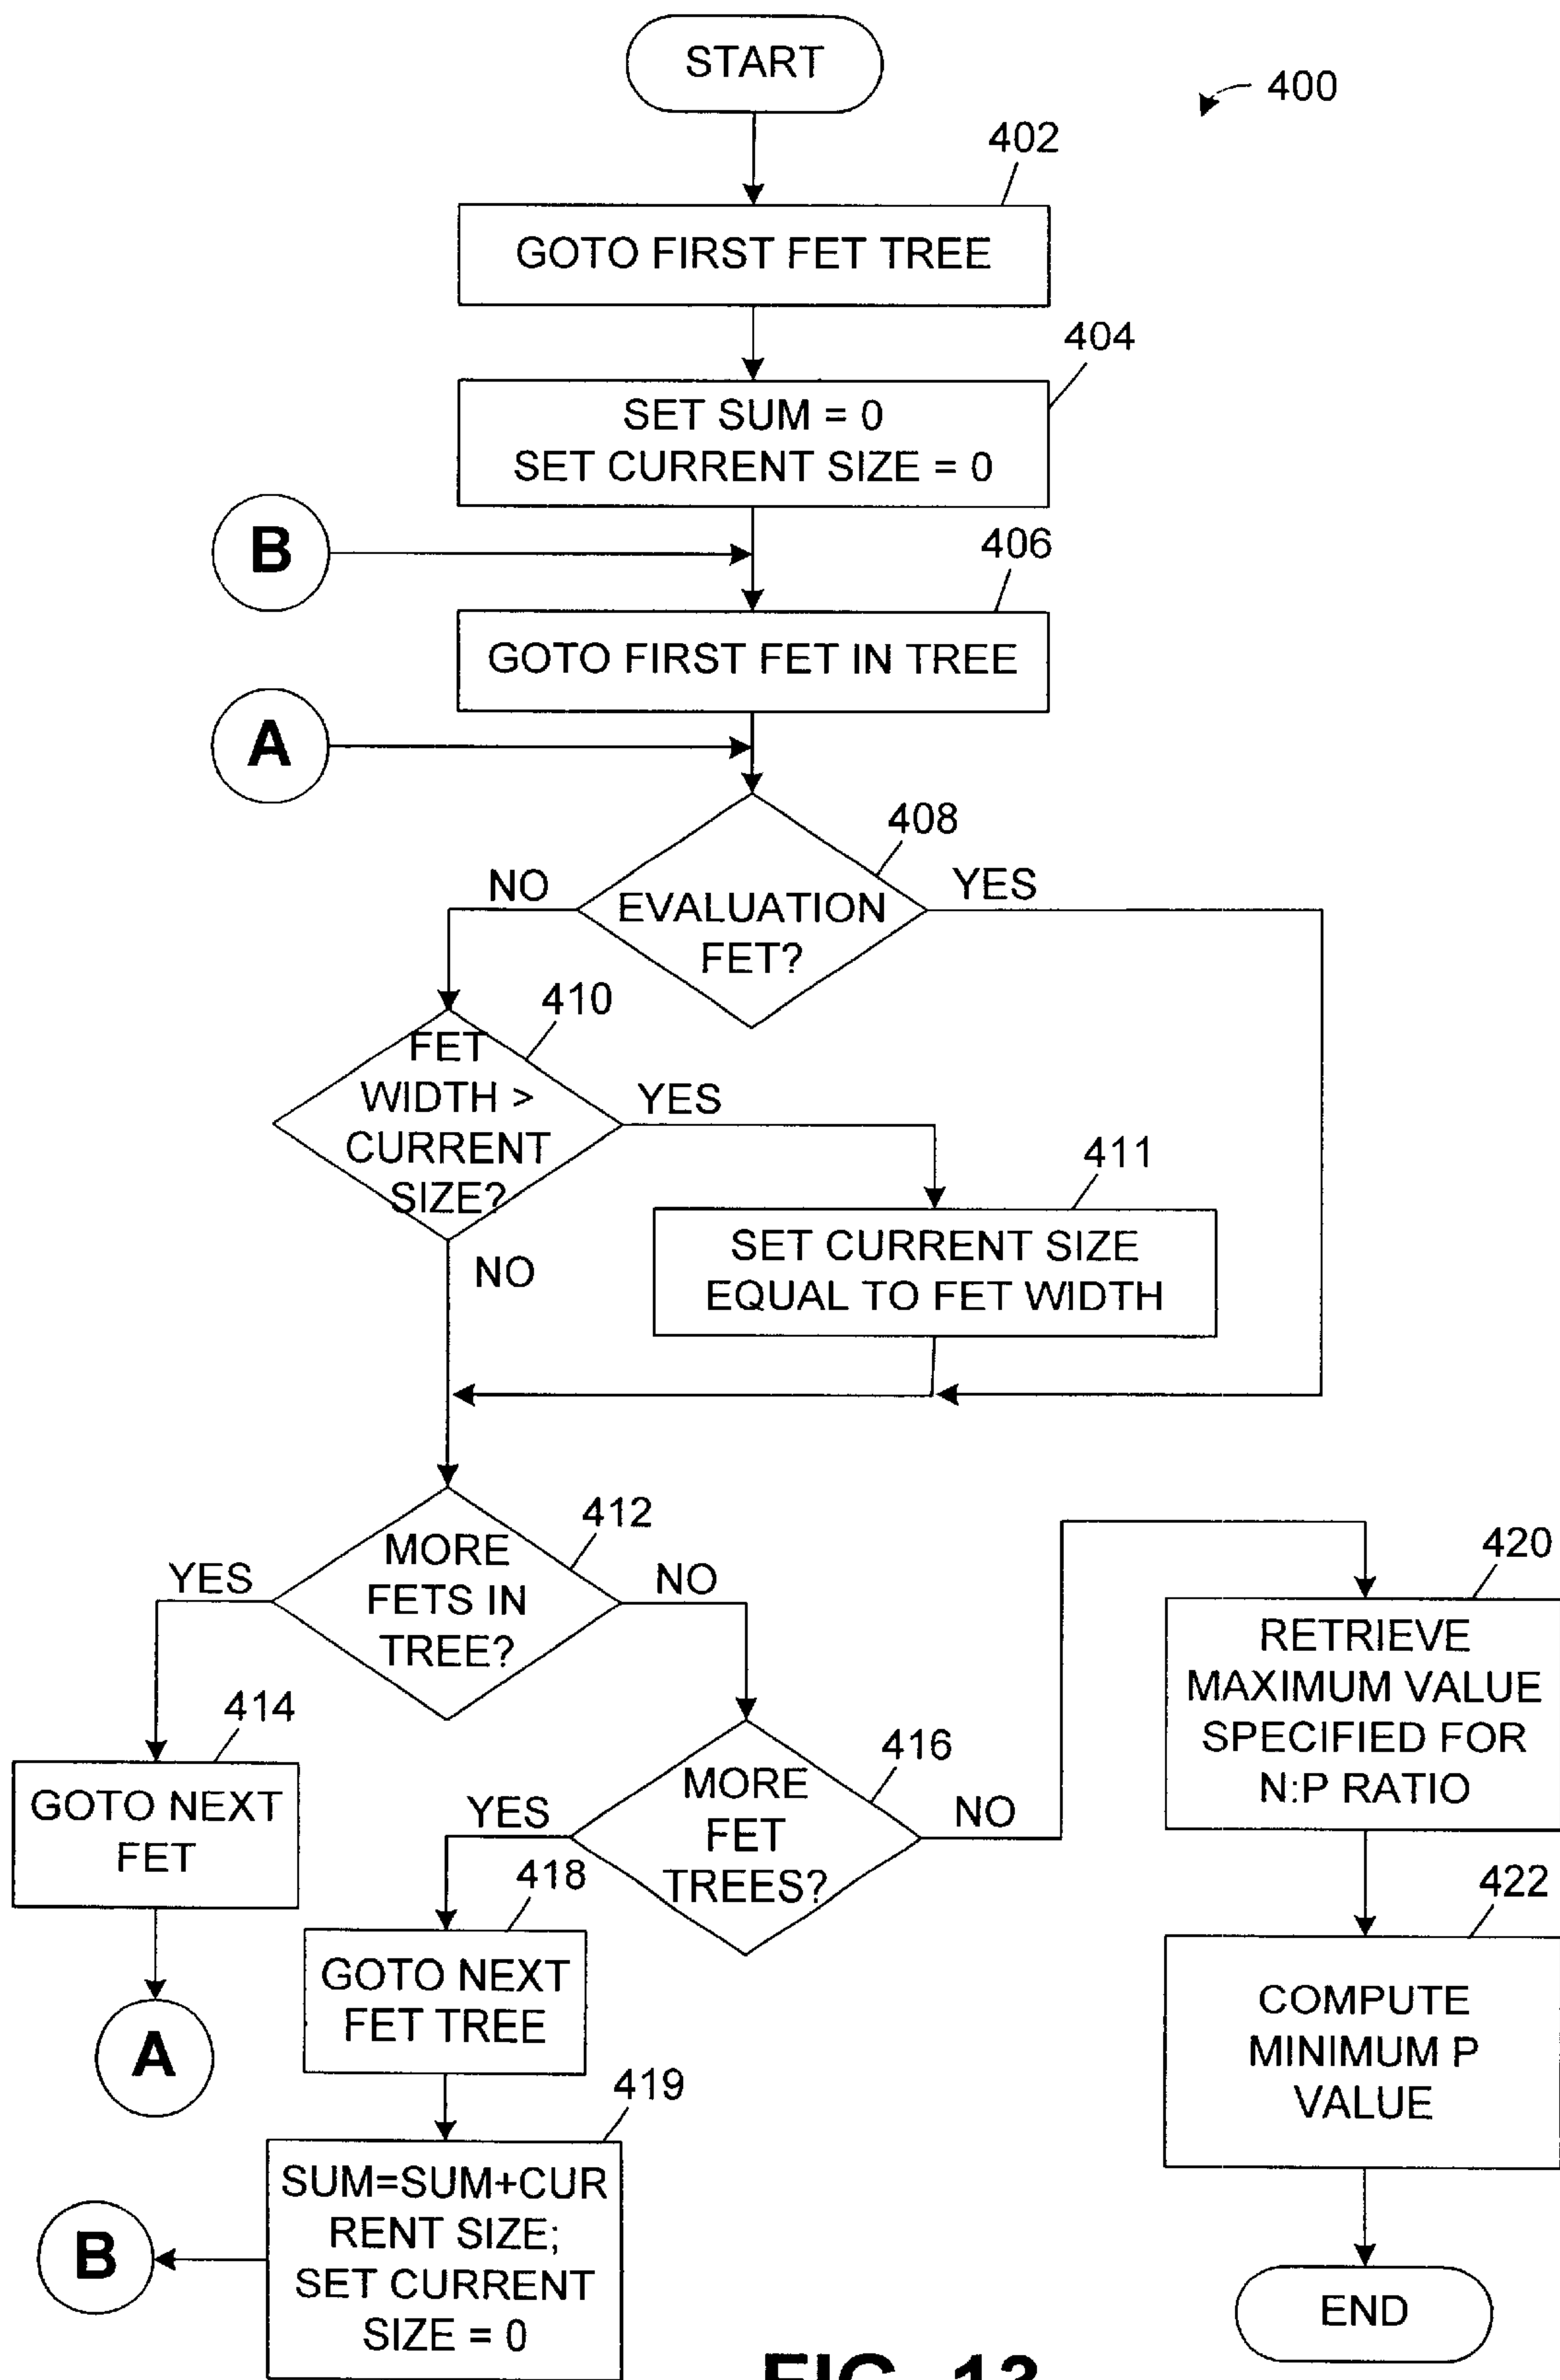 START
400
402
GOTO FIRST FET TREE
404
SET SUM = 0
SET CURRENT SIZE = 0
B
406
GOTO FIRST FET IN TREE
A
408
NO
YES
EVALUATION
FET?
410
FET
WIDTH >
CURRENT
SIZE?
YES
411
SET CURRENT SIZE
EQUAL TO FET WIDTH
NO
412
MORE
FETS IN
TREE?
YES
NO
420
RETRIEVE
MAXIMUM VALUE
SPECIFIED FOR
N:P RATIO
414
GOTO NEXT
FET
416
MORE
FET
TREES?
YES
NO
418
GOTO NEXT
FET TREE
422
COMPUTE
MINIMUM P
VALUE
A
419
SUM=SUM+CUR
RENT SIZE;
SET CURRENT
SIZE = 0
B
END
FIG. 13